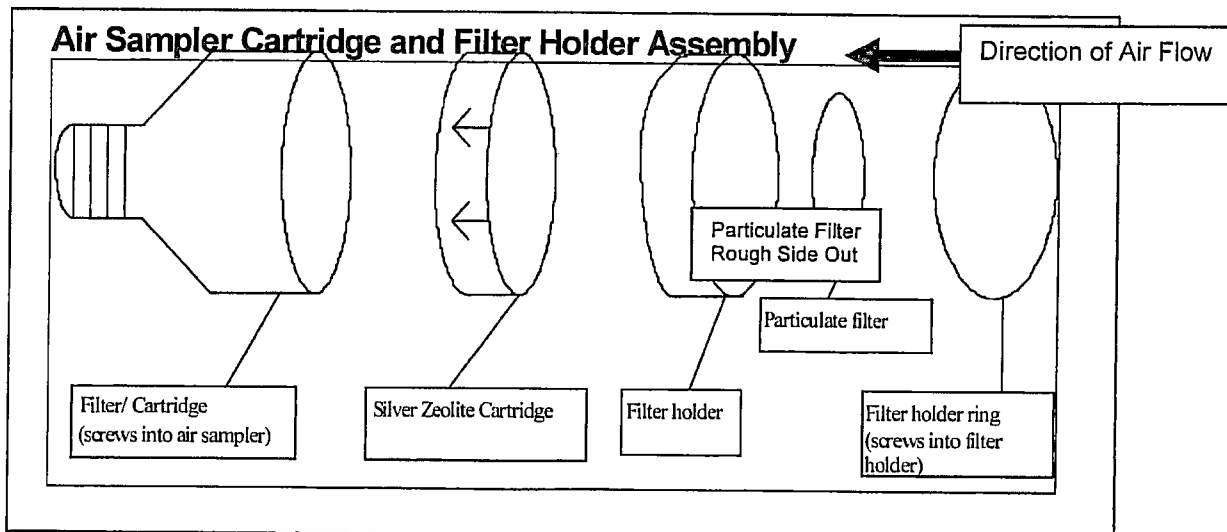 Air Sampler Cartridge and Filter Holder Assembly
Direction of Air Flow
Particulate Filter
Rough Side Out
Particulate filter
Filter/ Cartridge
(screws into air sampler)
Silver Zeolite Cartridge
Filter holder
Filter holder ring
(screws into filter
holder)